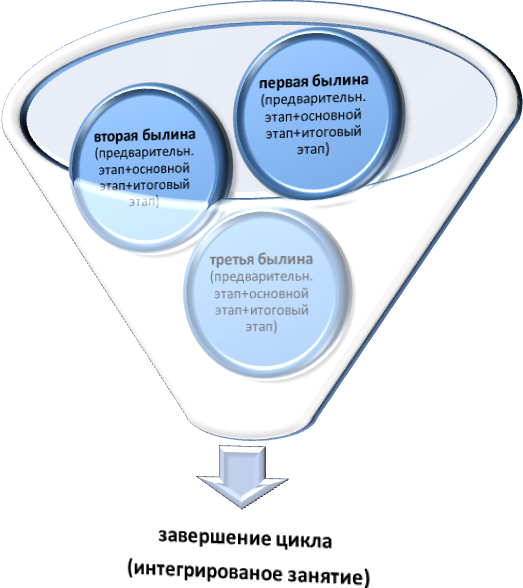 первая былина
(предварительн.
этап+основной
этап+итоговый
этап)
вторая былина
(предварительн.
этап+основной
этап+итоговый
этап)
третья былина
(предварительн.
этап+основной
этап+итоговый
этап)
завершение цикла
(интегрированое занятие)